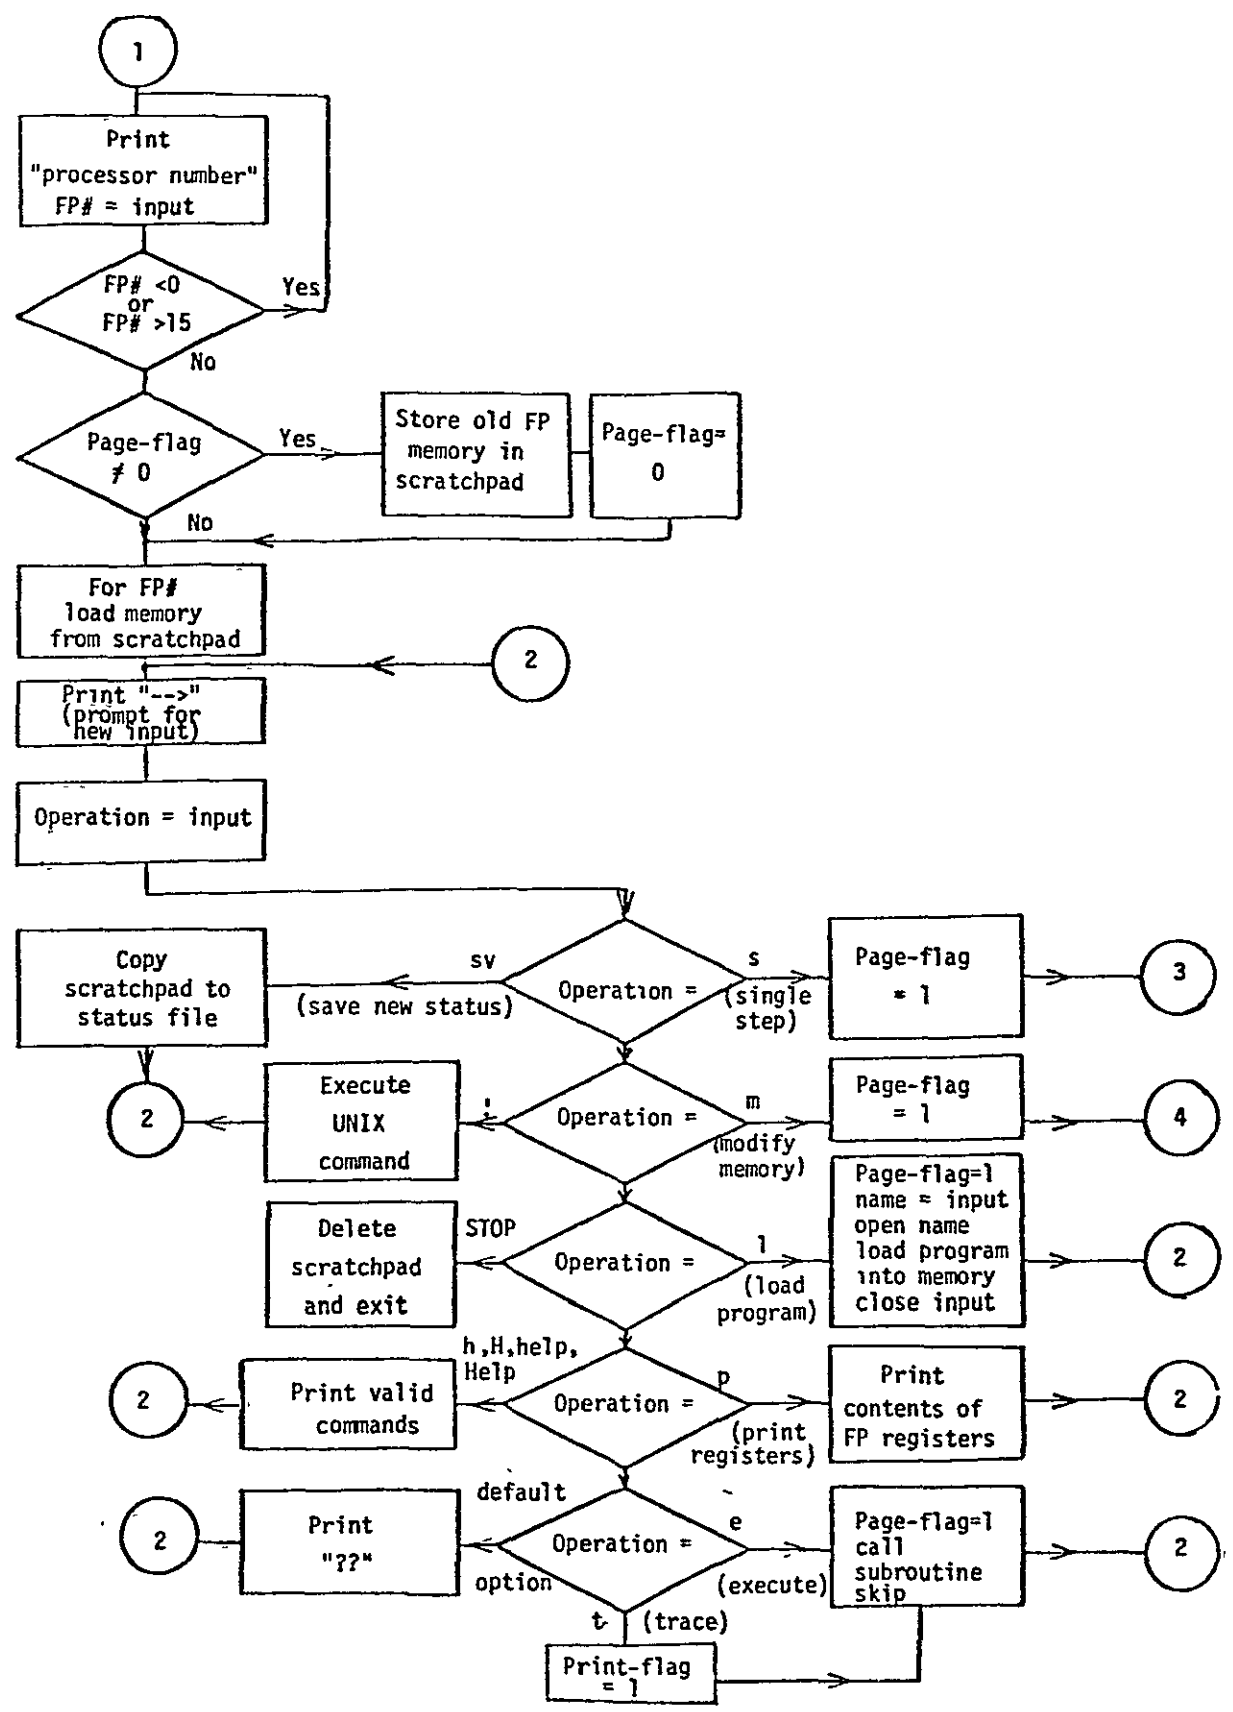 1
Print
"processor number"
FP# = input
FP# <0
or
FP# >15
Yes
No
Page-flag
≠ 0
Yes
Store old FP
memory in
scratchpad
Page-flag=
0
No
For FP#
load memory
from scratchpad
2
Print "-->"
(prompt for
new input)
Operation = input
Copy
scratchpad to
status file
sv
(save new status)
Operation =
s
(single
step)
Page-flag
= 1
3
2
Execute
UNIX
command
!
Operation =
m
(modify
memory)
Page-flag
= 1
4
Delete
scratchpad
and exit
STOP
Operation =
l
(load
program)
Page-flag=1
name = input
open name
load program
into memory
close input
2
2
Print valid
commands
h,H,help,
Help
Operation =
p
(print
registers)
Print
contents of
FP registers
2
2
Print
"??"
default
option
Operation =
e
(execute)
Page-flag=1
call
subroutine
skip
2
t
(trace)
Print-flag
= 1